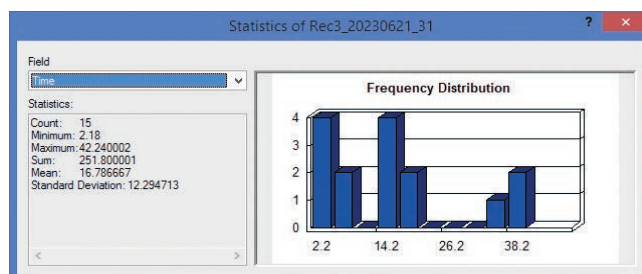 Statistics of Rec3_20230621_31
? ×
Field
Time
Statistics:
Count: 15
Minimum: 2.18
Maximum: 42.240002
Sum: 251.800001
Mean: 16.786667
Standard Deviation: 12.294713
Frequency Distribution
4
3
2
1
0
2.2 14.2 26.2 38.2